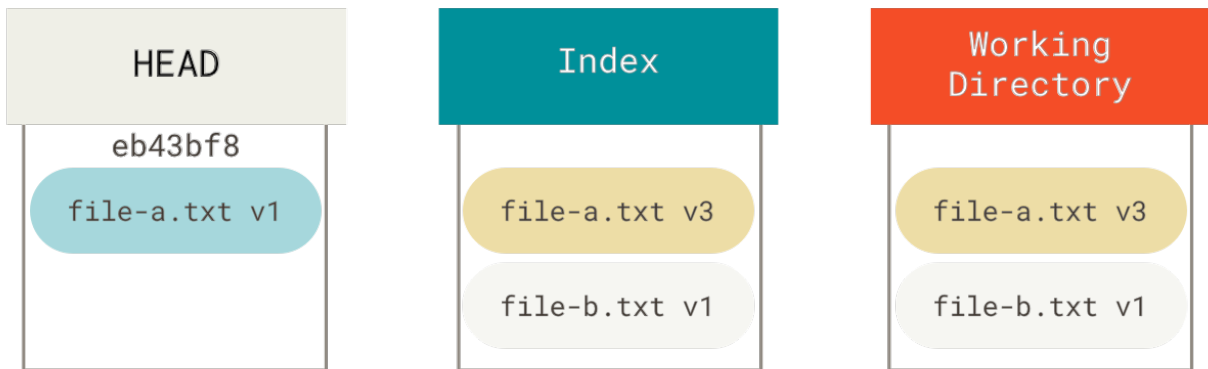 HEAD
eb43bf8
file-a.txt v1
Index
file-a.txt v3
file-b.txt v1
Working
Directory
file-a.txt v3
file-b.txt v1